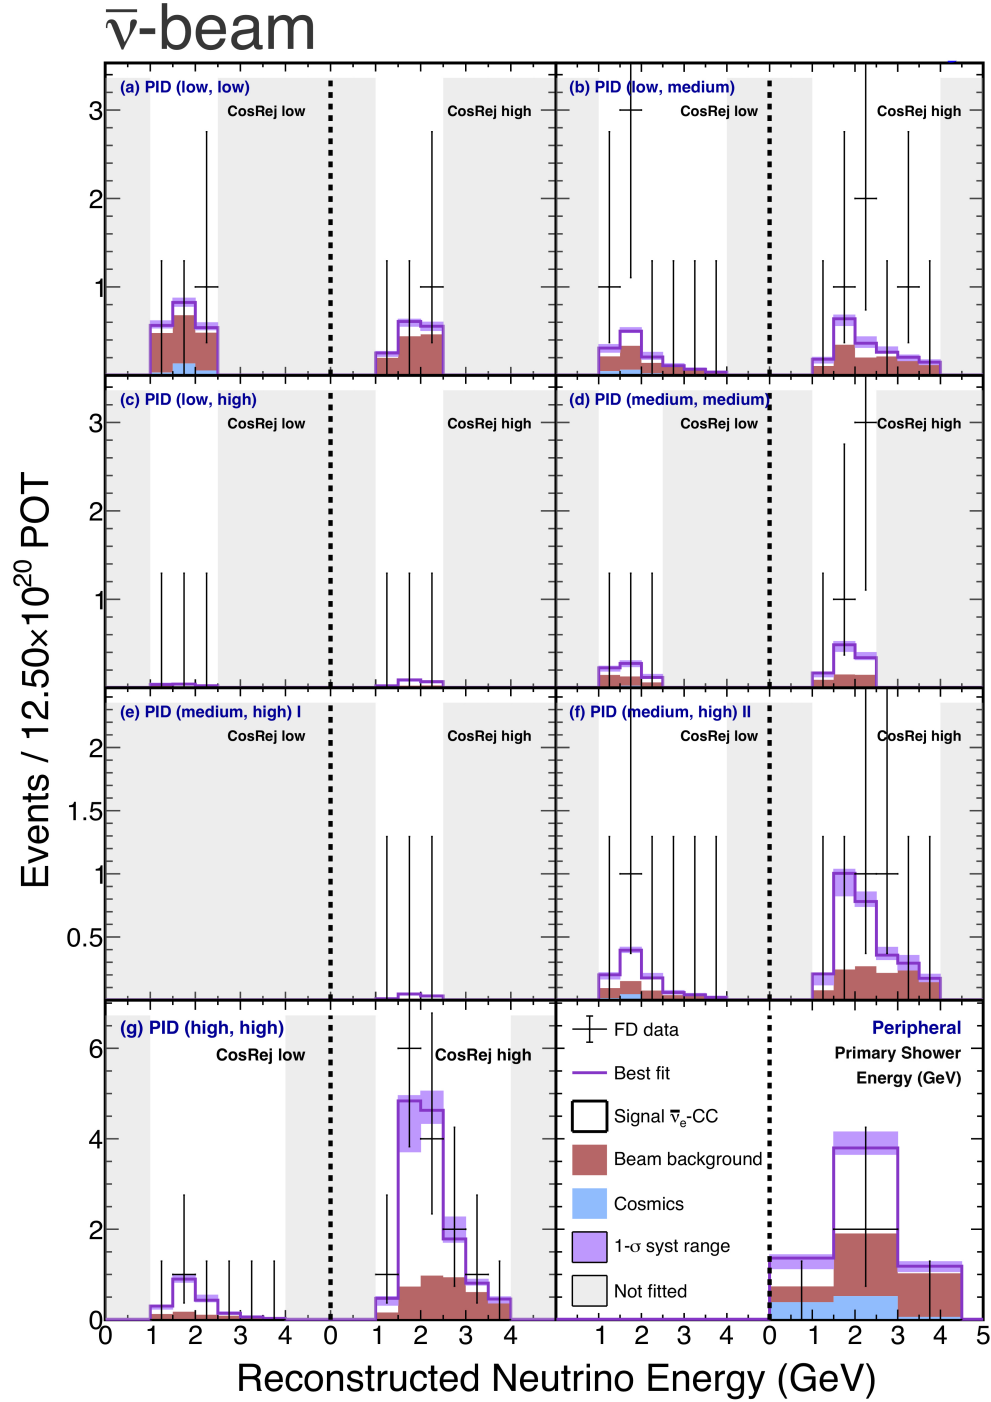 ν̅-beam
(a) PID (low, low)
CosRej low
CosRej high
(b) PID (low, medium)
CosRej low
CosRej high
3
2
1
(c) PID (low, high)
CosRej low
CosRej high
(d) PID (medium, medium)
CosRej low
CosRej high
3
2
1
(e) PID (medium, high) I
CosRej low
CosRej high
(f) PID (medium, high) II
CosRej low
CosRej high
2
1.5
1
0.5
(g) PID (high, high)
CosRej low
CosRej high
6
4
2
0
FD data
Best fit
Signal ν̅ₑ-CC
Beam background
Cosmics
1-σ syst range
Not fitted
Peripheral
Primary Shower
Energy (GeV)
0 1 2 3 4 0 1 2 3 4 1 2 3 4 0 1 2 3 4 5
Reconstructed Neutrino Energy (GeV)
Events / 12.50×10²⁰ POT